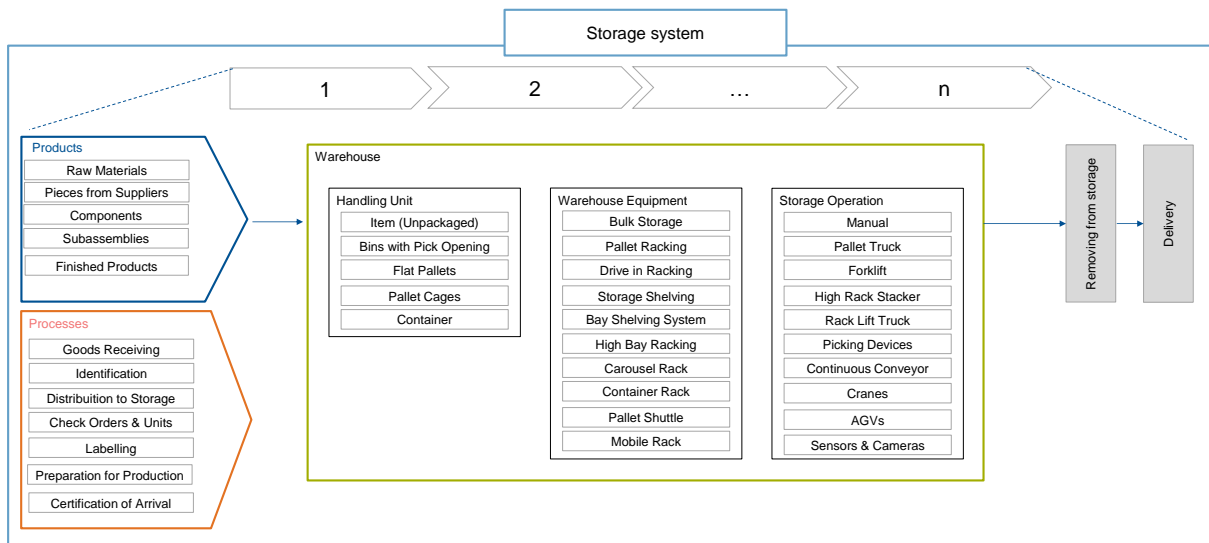 Storage system
1
2
…
n
Products
Raw Materials
Pieces from Suppliers
Components
Subassemblies
Finished Products
Processes
Goods Receiving
Identification
Distribuition to Storage
Check Orders & Units
Labelling
Preparation for Production
Certification of Arrival
Warehouse
Handling Unit
Item (Unpackaged)
Bins with Pick Opening
Flat Pallets
Pallet Cages
Container
Warehouse Equipment
Bulk Storage
Pallet Racking
Drive in Racking
Storage Shelving
Bay Shelving System
High Bay Racking
Carousel Rack
Container Rack
Pallet Shuttle
Mobile Rack
Storage Operation
Manual
Pallet Truck
Forklift
High Rack Stacker
Rack Lift Truck
Picking Devices
Continuous Conveyor
Cranes
AGVs
Sensors & Cameras
Removing from storage
Delivery